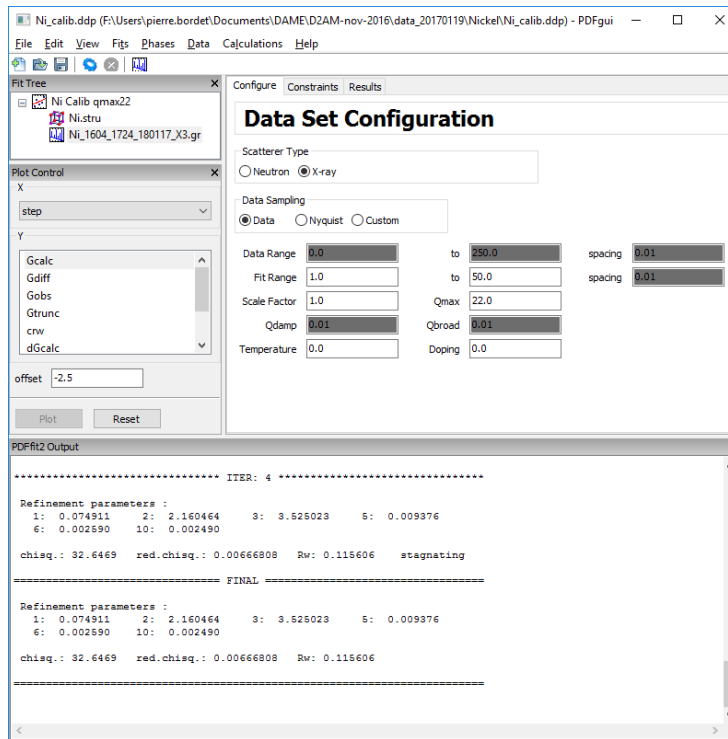 Ni_calib.ddp (F:\Users\pierre.bordet\Documents\DAME\D2AM-nov-2016\data_20170119\Nickel\Ni_calib.ddp) - PDFgui
File Edit View Fits Phases Data Calculations Help
Fit Tree
Ni Calib qmax22
Ni.stru
Ni_1604_1724_180117_X3.gr
Plot Control
X
step
Y
Gcalc
Gdiff
Gobs
Gtrunc
crw
dGcalc
offset -2.5
Plot Reset
Configure Constraints Results
Data Set Configuration
Scatterer Type
Neutron X-ray
Data Sampling
Data Nyquist Custom
Data Range 0.0 to 250.0 spacing 0.01
Fit Range 1.0 to 50.0 spacing 0.01
Scale Factor 1.0 Qmax 22.0
Qdamp 0.01 Qbroad 0.01
Temperature 0.0 Doping 0.0
PDFfit2 Output
******************************** ITER: 4 ********************************
Refinement parameters :
1: 0.074911 2: 2.160464 3: 3.525023 5: 0.009376
6: 0.002590 10: 0.002490
chisq.: 32.6469 red.chisq.: 0.00666808 Rw: 0.115606 stagnating
================================ FINAL ==================================
Refinement parameters :
1: 0.074911 2: 2.160464 3: 3.525023 5: 0.009376
6: 0.002590 10: 0.002490
chisq.: 32.6469 red.chisq.: 0.00666808 Rw: 0.115606
=========================================================================